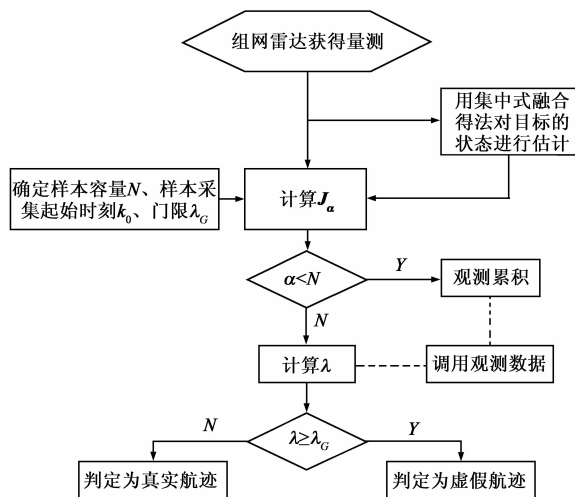 组网雷达获得量测
用集中式融合
得法对目标的
状态进行估计
确定样本容量N、样本采
集起始时刻k₀、门限λ_G
计算J_α
α<N
Y
观测累积
N
计算λ
调用观测数据
λ≥λ_G
N
Y
判定为真实航迹
判定为虚假航迹